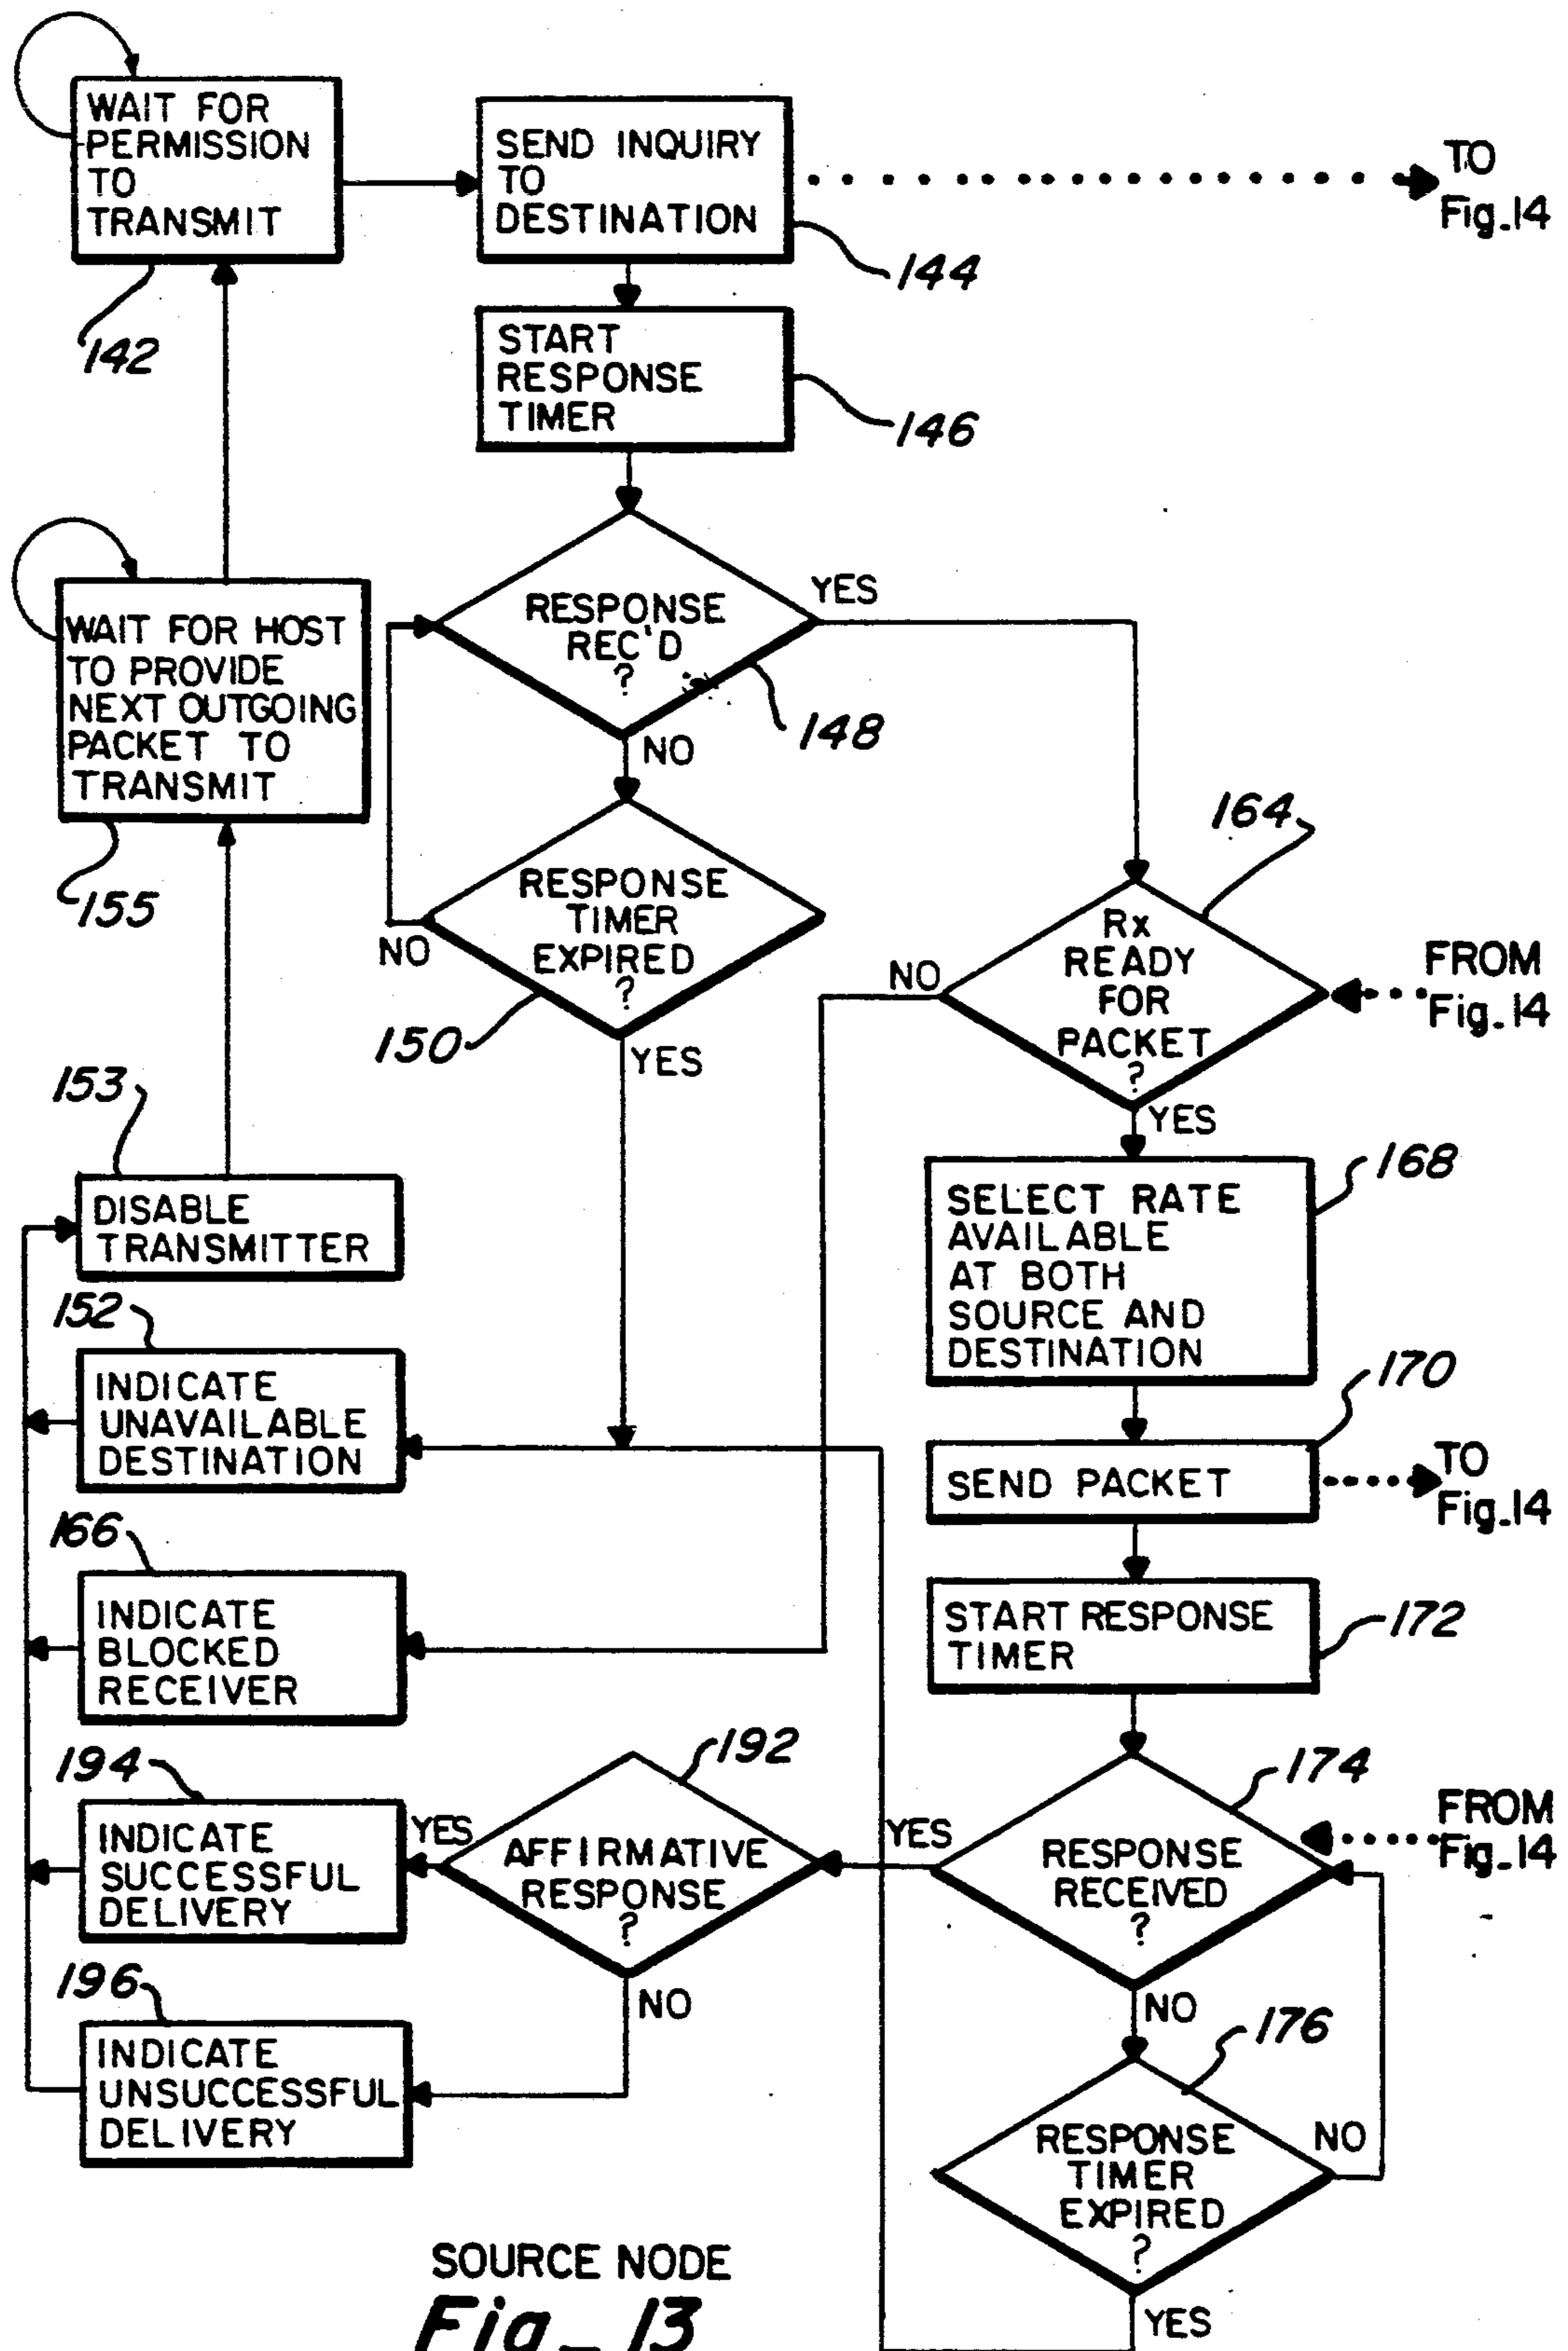 WAIT FOR
PERMISSION
TO
TRANSMIT
142
SEND INQUIRY
TO
DESTINATION
144
TO
Fig.14
START
RESPONSE
TIMER
146
RESPONSE
REC'D
?
YES
148
NO
WAIT FOR HOST
TO PROVIDE
NEXT OUTGOING
PACKET TO
TRANSMIT
155
RESPONSE
TIMER
EXPIRED
?
NO
150
YES
164
Rx
READY
FOR
PACKET
?
NO
FROM
Fig.14
YES
153
DISABLE
TRANSMITTER
168
SELECT RATE
AVAILABLE
AT BOTH
SOURCE AND
DESTINATION
152
INDICATE
UNAVAILABLE
DESTINATION
170
SEND PACKET
TO
Fig.14
166
INDICATE
BLOCKED
RECEIVER
START RESPONSE
TIMER
172
194
INDICATE
SUCCESSFUL
DELIVERY
YES
192
AFFIRMATIVE
RESPONSE
?
NO
YES
174
RESPONSE
RECEIVED
?
FROM
Fig.14
NO
196
INDICATE
UNSUCCESSFUL
DELIVERY
176
RESPONSE
TIMER
EXPIRED
?
NO
YES
SOURCE NODE
Fig_13